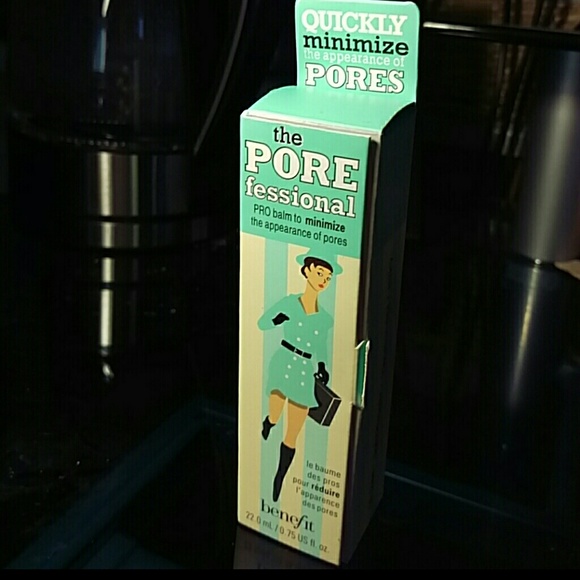 QUICKLY
minimize
the appearance of
PORES
the
PORE
fessional
PRO balm to minimize
the appearance of pores
le baume
des pros
pour réduire
l'apparence
des pores
benefit
22.0 mL / 0.75 US fl. oz.